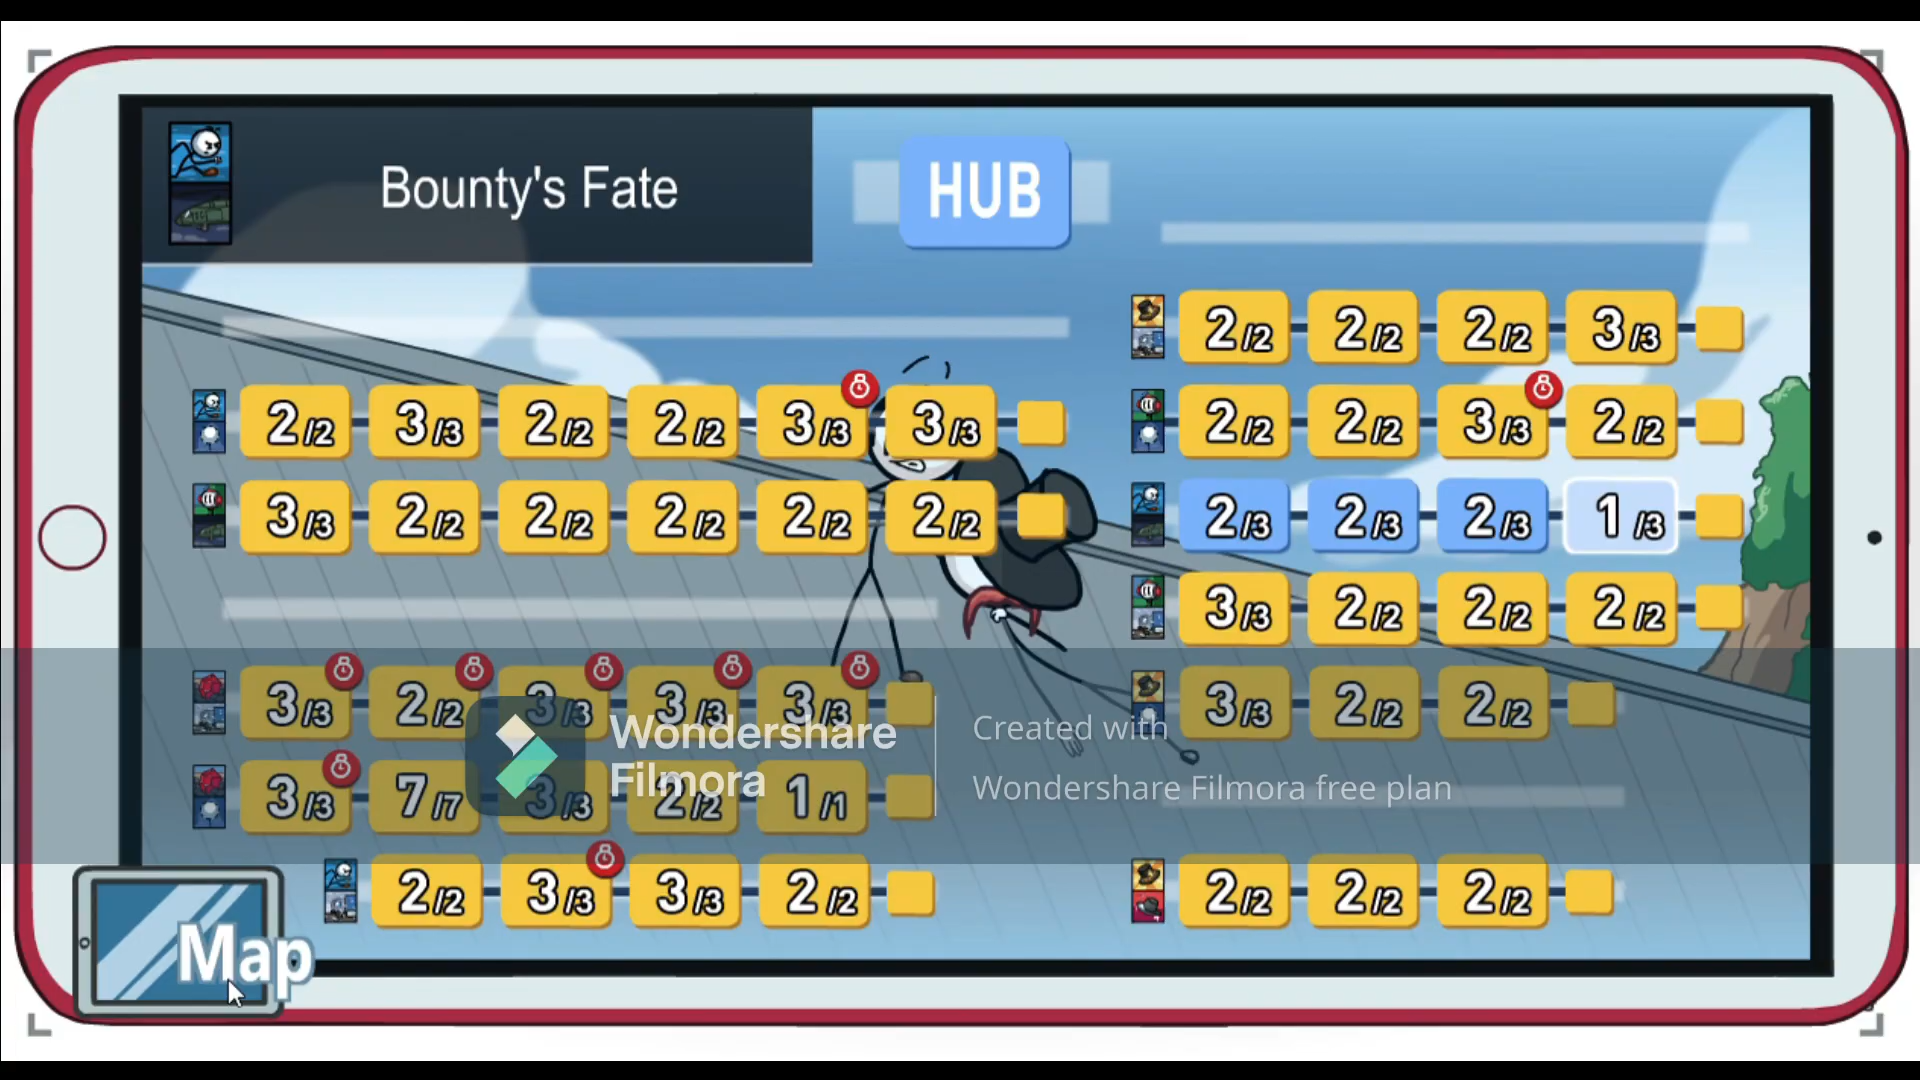 Bounty's Fate
HUB
2/2 2/2 2/2 3/3
2/2 3/3 2/2 2/2 3/3 3/3
2/2 2/2 3/3 2/2
3/3 2/2 2/2 2/2 2/2 2/2
2/3 2/3 2/3 1/3
3/3 2/2 2/2 2/2
3/3 2/2 3/3 3/3 3/3
3/3 2/2 2/2
3/3 7/7 3/3 2/2 1/1
Wondershare
Filmora
Created with
Wondershare Filmora free plan
2/2 3/3 3/3 2/2
2/2 2/2 2/2
Map